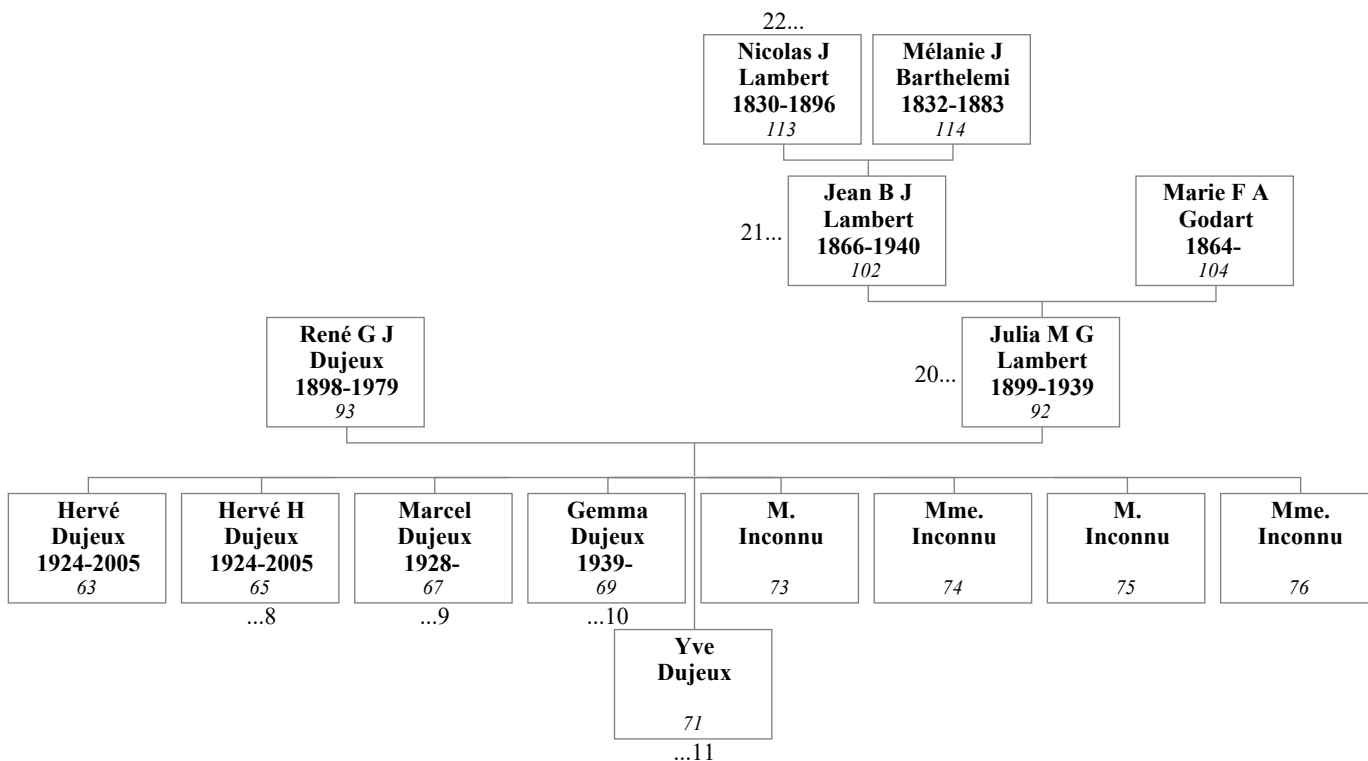 22...
Nicolas J
Lambert
1830-1896
113
Mélanie J
Barthelemi
1832-1883
114
21...
Jean B J
Lambert
1866-1940
102
Marie F A
Godart
1864-
104
René G J
Dujeux
1898-1979
93
20...
Julia M G
Lambert
1899-1939
92
Hervé
Dujeux
1924-2005
63
Hervé H
Dujeux
1924-2005
65
...8
Marcel
Dujeux
1928-
67
...9
Gemma
Dujeux
1939-
69
...10
M.
Inconnu
73
Mme.
Inconnu
74
M.
Inconnu
75
Mme.
Inconnu
76
Yve
Dujeux
71
...11